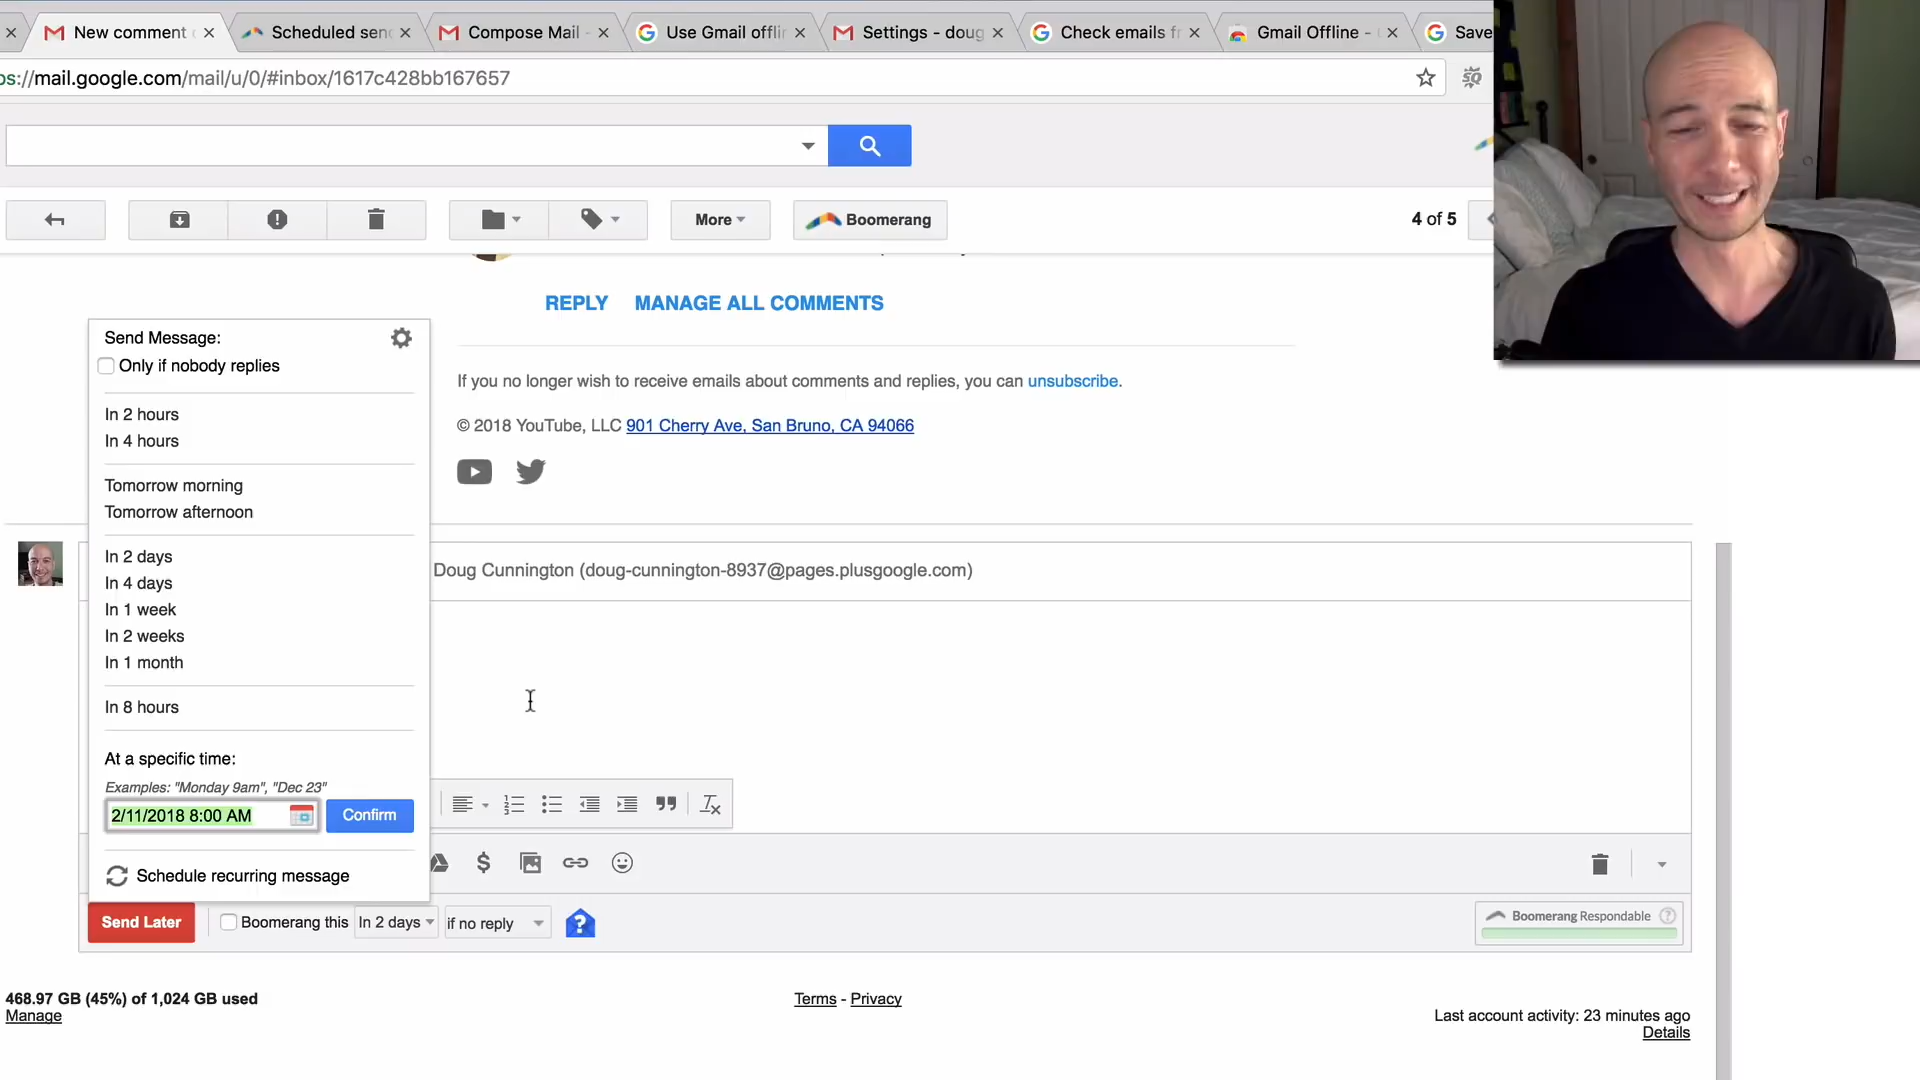 New comment
Scheduled sen
Compose Mail -
Use Gmail offli
Settings - doug
Check emails f
Gmail Offline -
Save
ps://mail.google.com/mail/u/0/#inbox/1617c428bb167657
More
Boomerang
4 of 5
REPLY MANAGE ALL COMMENTS
If you no longer wish to receive emails about comments and replies, you can unsubscribe.
© 2018 YouTube, LLC 901 Cherry Ave, San Bruno, CA 94066
Send Message:
Only if nobody replies
In 2 hours
In 4 hours
Tomorrow morning
Tomorrow afternoon
In 2 days
In 4 days
In 1 week
In 2 weeks
In 1 month
In 8 hours
At a specific time:
Examples: "Monday 9am", "Dec 23"
2/11/2018 8:00 AM
Confirm
Schedule recurring message
Doug Cunnington (doug-cunnington-8937@pages.plusgoogle.com)
Send Later
Boomerang this
In 2 days
if no reply
Boomerang Respondable
468.97 GB (45%) of 1,024 GB used
Manage
Terms - Privacy
Last account activity: 23 minutes ago
Details